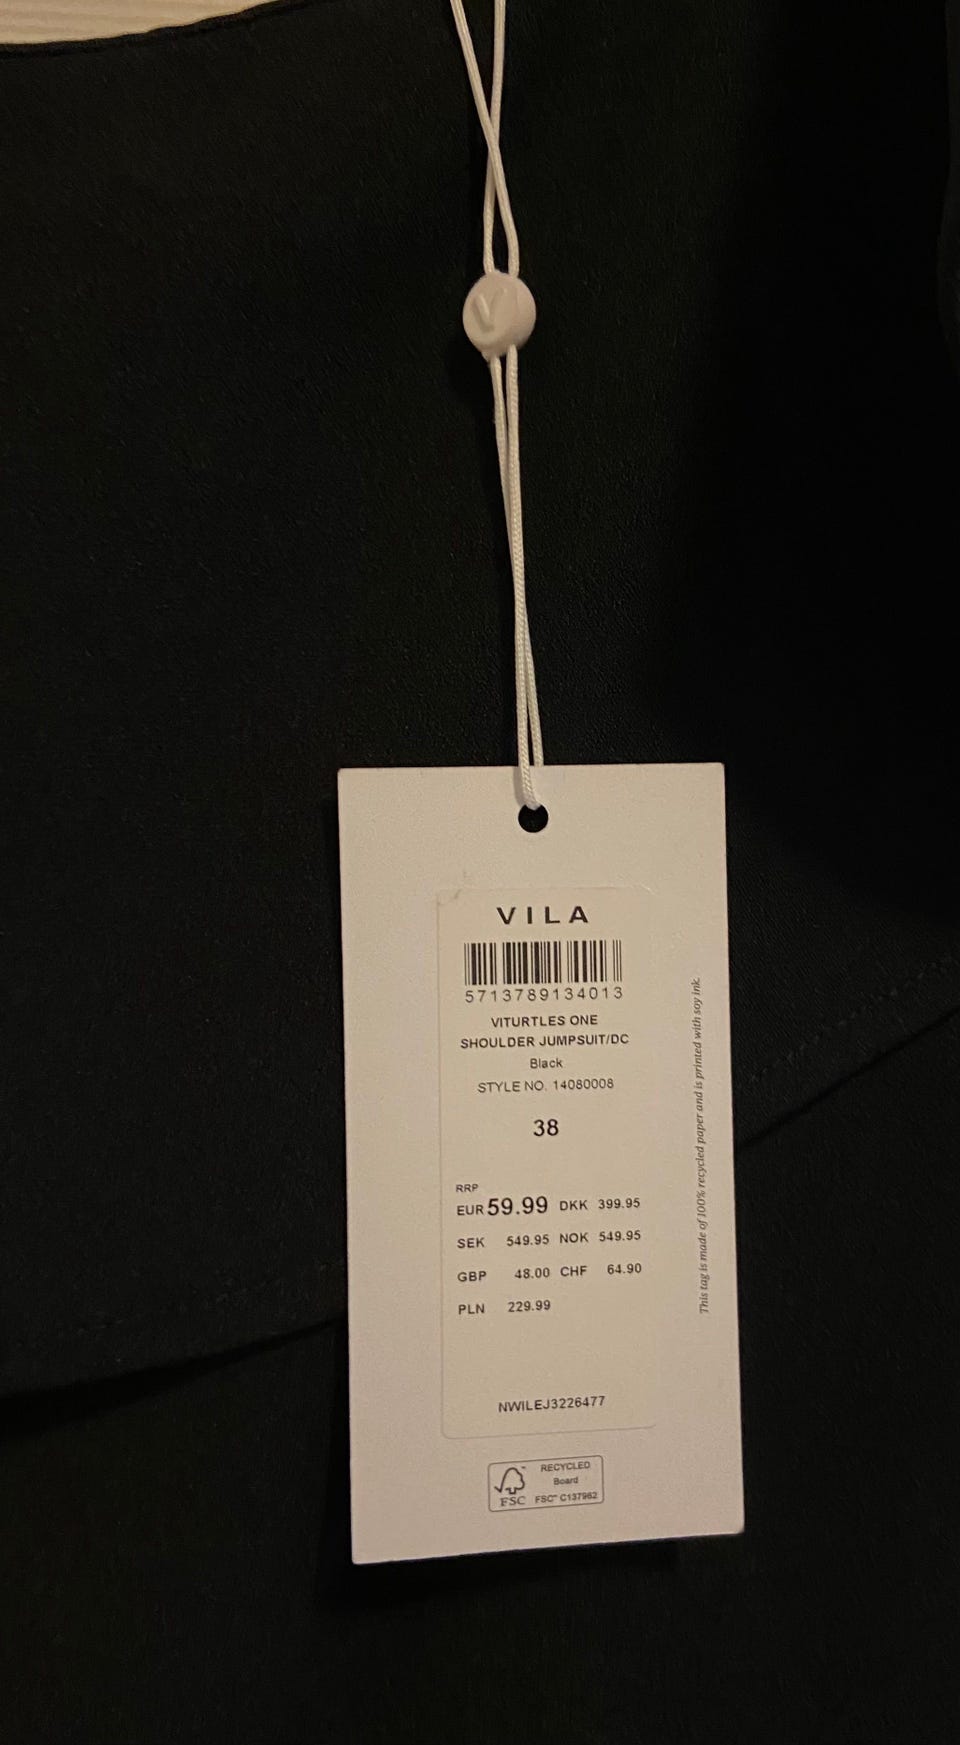 V
VILA
5713789134013
VITURTLES ONE
SHOULDER JUMPSUIT/DC
Black
STYLE NO. 14080008
38
RRP
EUR 59.99 DKK 399.95
SEK 549.95 NOK 549.95
GBP 48.00 CHF 64.90
PLN 229.99
NWILEJ3226477
This tag is made of 100% recycled paper and is printed with soy ink.
FSC
RECYCLED
Board
FSC™ C137962